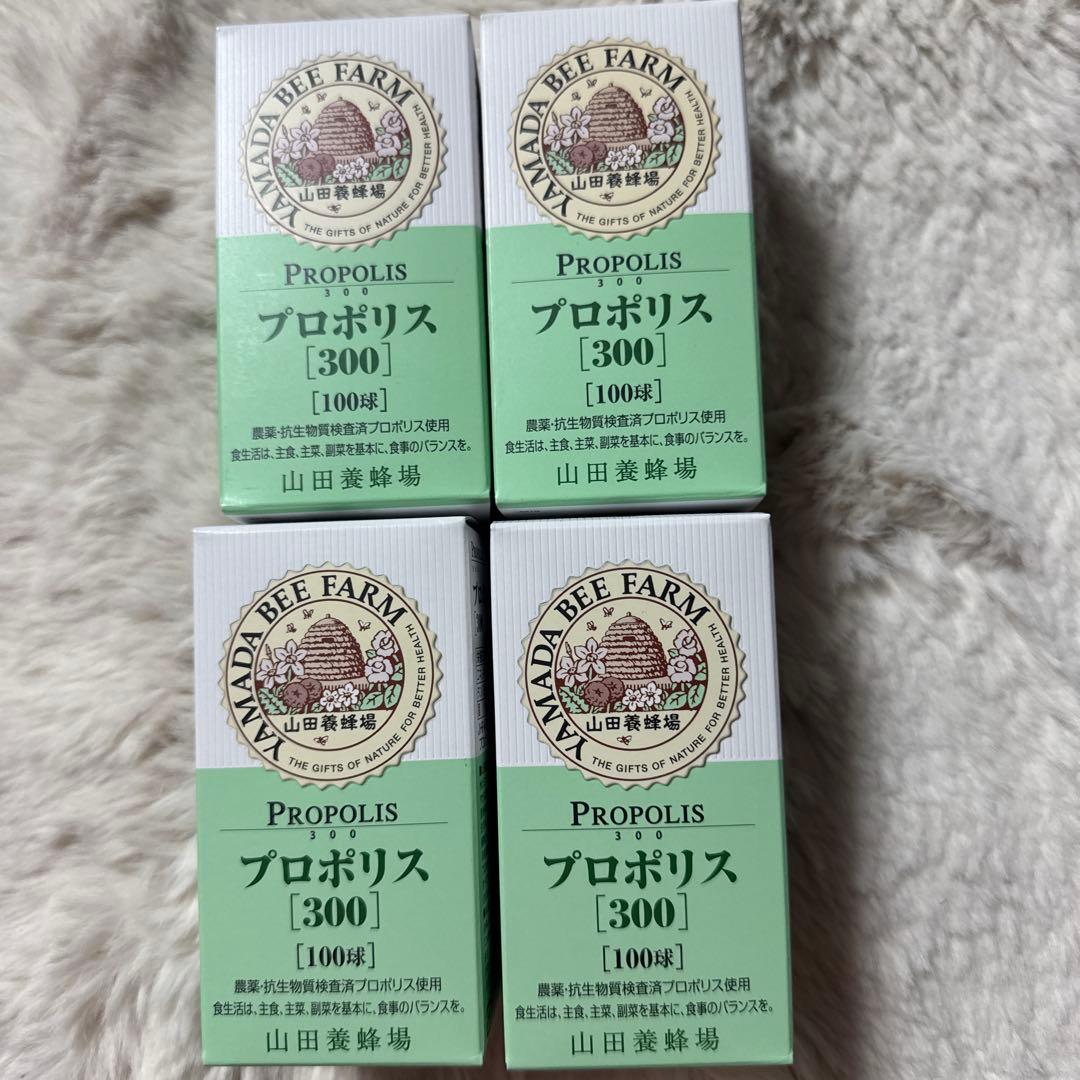 YAMADA BEE FARM
山田養蜂場
THE GIFTS OF NATURE FOR BETTER HEALTH
PROPOLIS
300
プロポリス
[300]
[100球]
農薬・抗生物質検査済プロポリス使用
食生活は、主食、主菜、副菜を基本に、食事のバランスを。
山田養蜂場
YAMADA BEE FARM
山田養蜂場
THE GIFTS OF NATURE FOR BETTER HEALTH
PROPOLIS
300
プロポリス
[300]
[100球]
農薬・抗生物質検査済プロポリス使用
食生活は、主食、主菜、副菜を基本に、食事のバランスを。
山田養蜂場
YAMADA BEE FARM
山田養蜂場
THE GIFTS OF NATURE FOR BETTER HEALTH
PROPOLIS
300
プロポリス
[300]
[100球]
農薬・抗生物質検査済プロポリス使用
食生活は、主食、主菜、副菜を基本に、食事のバランスを。
山田養蜂場
YAMADA BEE FARM
山田養蜂場
THE GIFTS OF NATURE FOR BETTER HEALTH
PROPOLIS
300
プロポリス
[300]
[100球]
農薬・抗生物質検査済プロポリス使用
食生活は、主食、主菜、副菜を基本に、食事のバランスを。
山田養蜂場